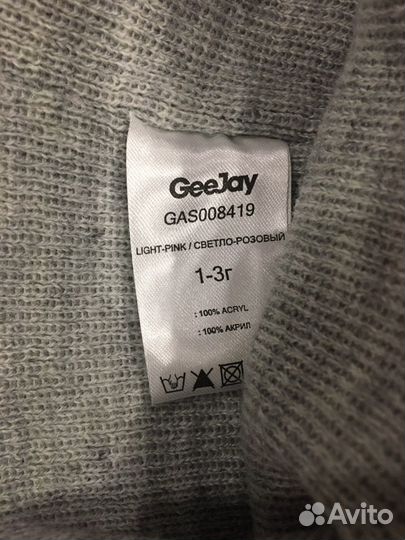 GeeJay
GAS008419
LIGHT-PINK / СВЕТЛО-РОЗОВЫЙ
1-3г
: 100% ACRYL
: 100% АКРИЛ
Avito